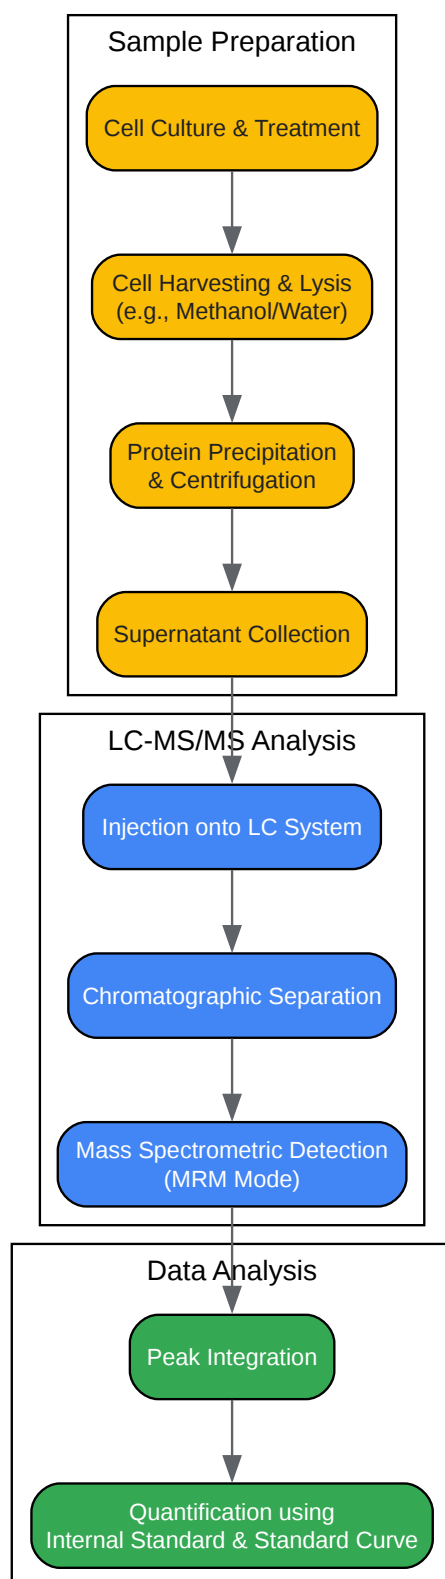 Sample Preparation
Cell Culture & Treatment
Cell Harvesting & Lysis
(e.g., Methanol/Water)
Protein Precipitation
& Centrifugation
Supernatant Collection
LC-MS/MS Analysis
Injection onto LC System
Chromatographic Separation
Mass Spectrometric Detection
(MRM Mode)
Data Analysis
Peak Integration
Quantification using
Internal Standard & Standard Curve